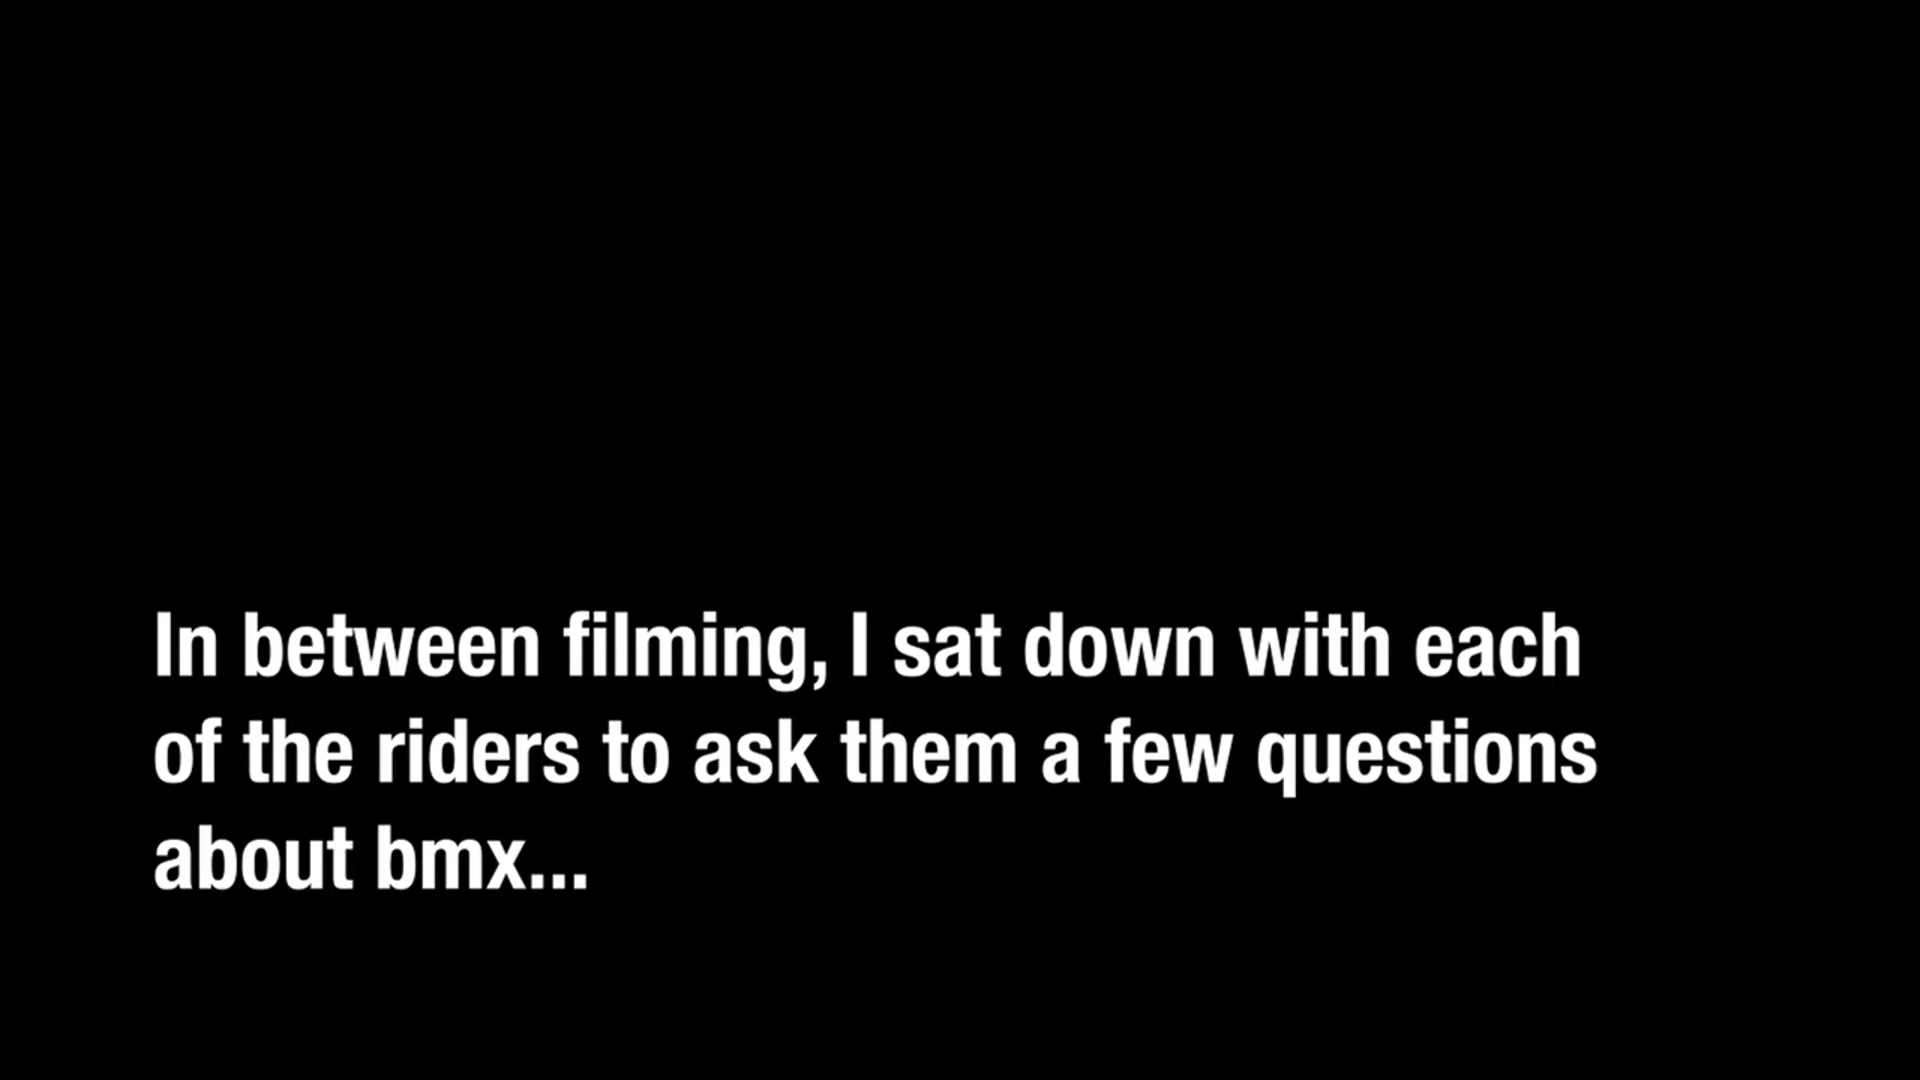 In between filming, I sat down with each
of the riders to ask them a few questions
about bmx...